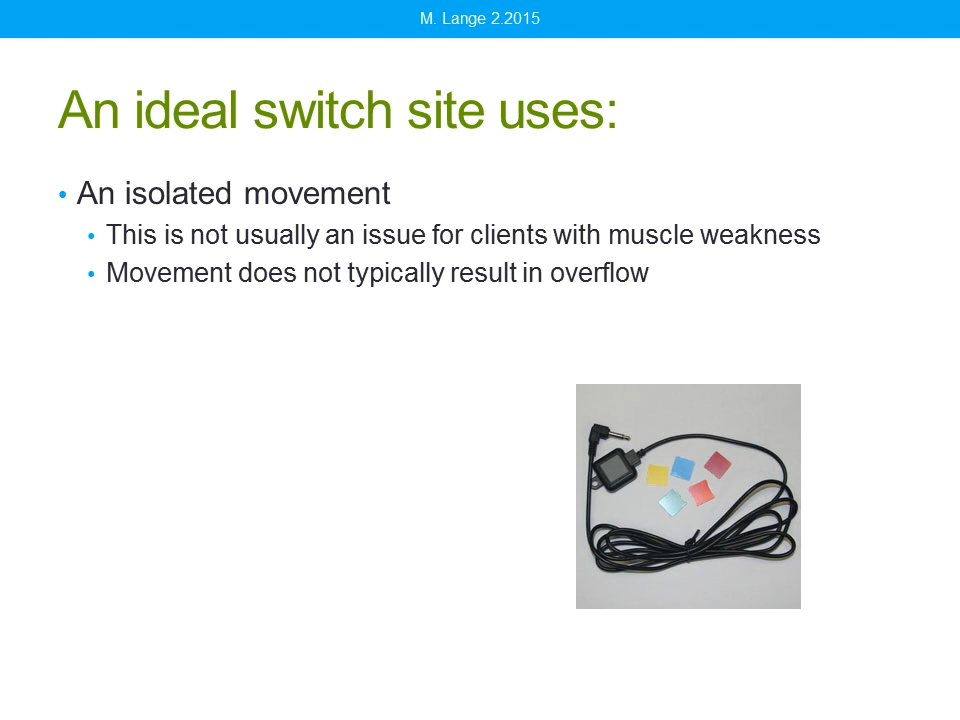 M. Lange 2.2015
An ideal switch site uses:
• An isolated movement
• This is not usually an issue for clients with muscle weakness
• Movement does not typically result in overflow